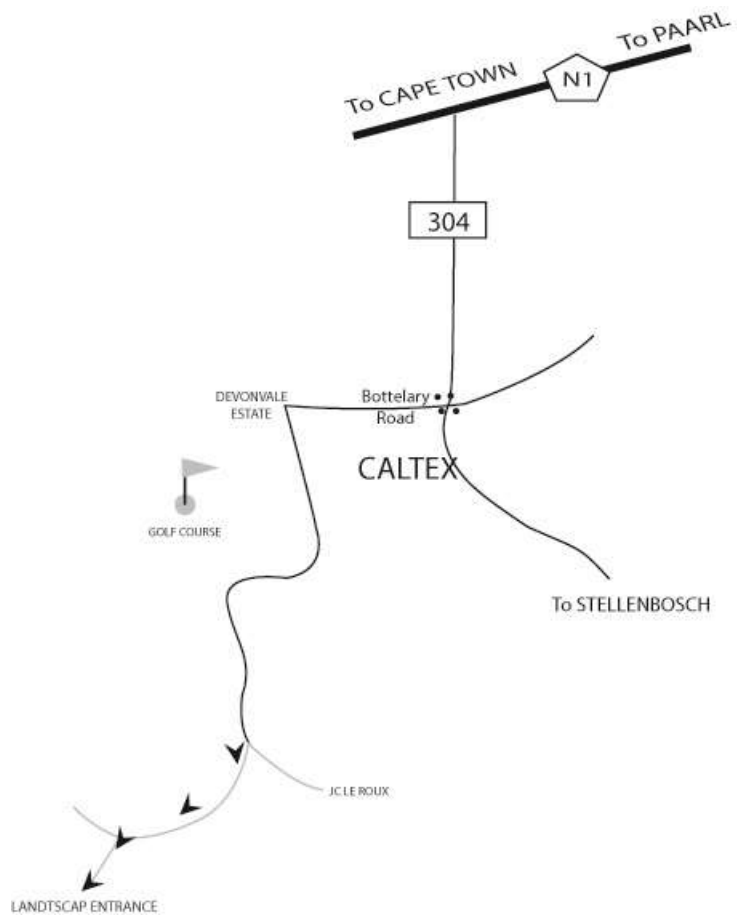 To PAARL
N1
To CAPE TOWN
304
DEVONVALE
ESTATE
Bottelary
Road
CALTEX
GOLF COURSE
To STELLENBOSCH
JC LE ROUX
LANDTSCAP ENTRANCE